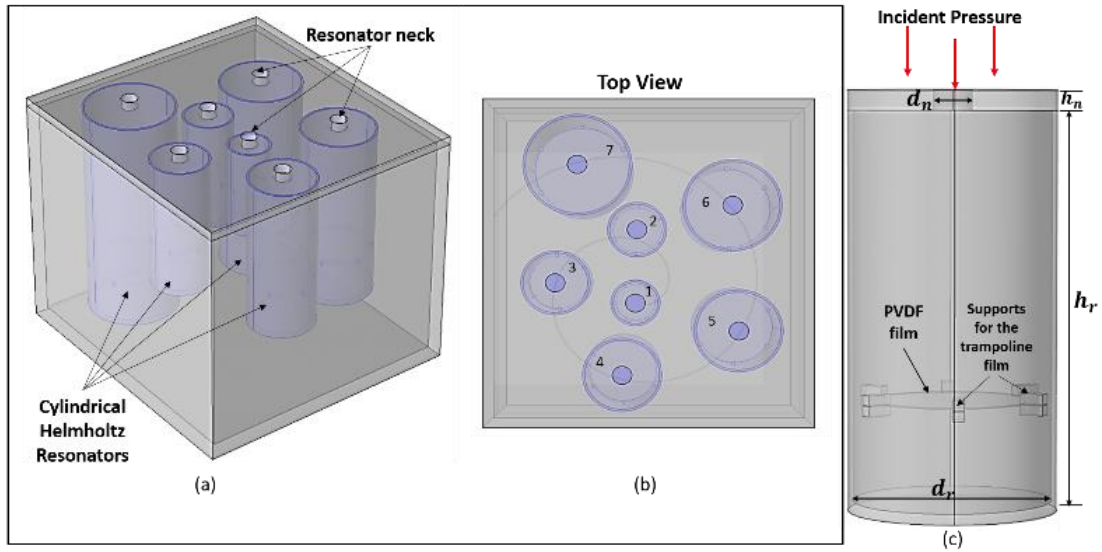 Resonator neck
Cylindrical
Helmholtz
Resonators
(a)
Top View
7
6
2
3
1
5
4
(b)
Incident Pressure
d_n
h_n
h_r
PVDF
film
Supports
for the
trampoline
film
d_r
(c)